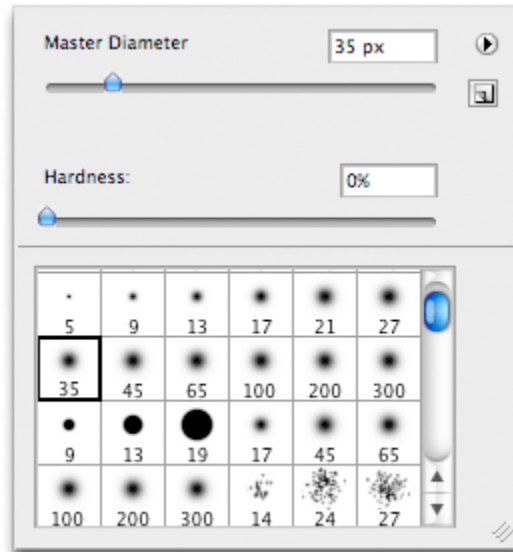 Master Diameter 35 px
Hardness: 0%
5 9 13 17 21 27
35 45 65 100 200 300
9 13 19 17 45 65
100 200 300 14 24 27